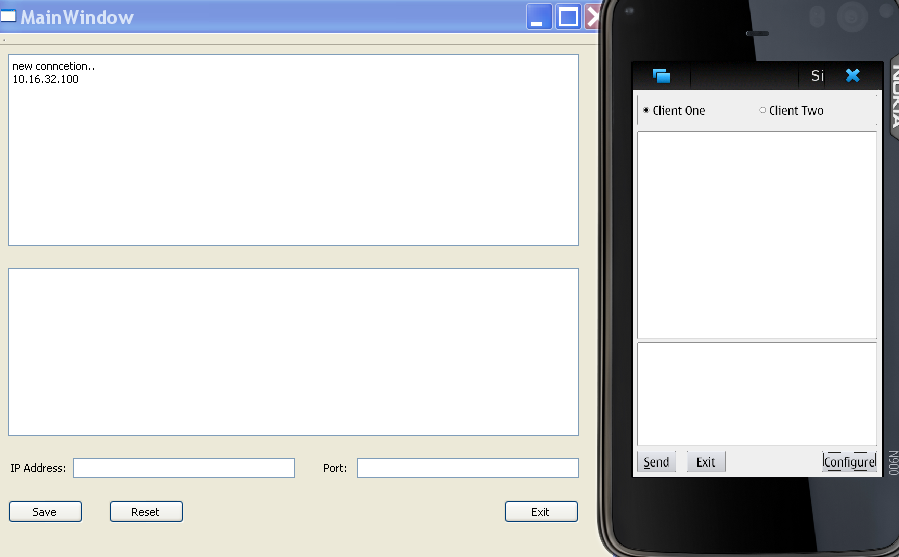 MainWindow
new conncetion..
10.16.32.100
IP Address:
Port:
Save
Reset
Exit
Si
Client One
Client Two
Send
Exit
Configure
NOKIA
N900